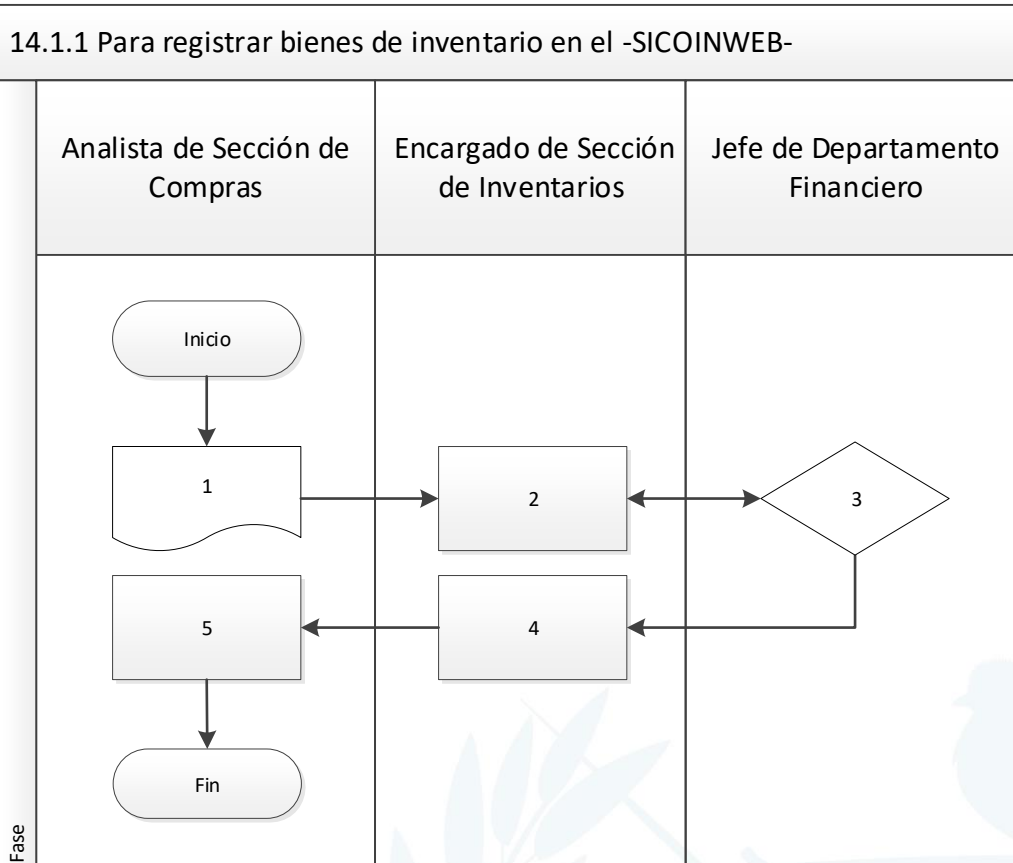 14.1.1 Para registrar bienes de inventario en el -SICOINWEB-
Analista de Sección de
Compras
Encargado de Sección
de Inventarios
Jefe de Departamento
Financiero
Inicio
1
2
3
5
4
Fin
Fase